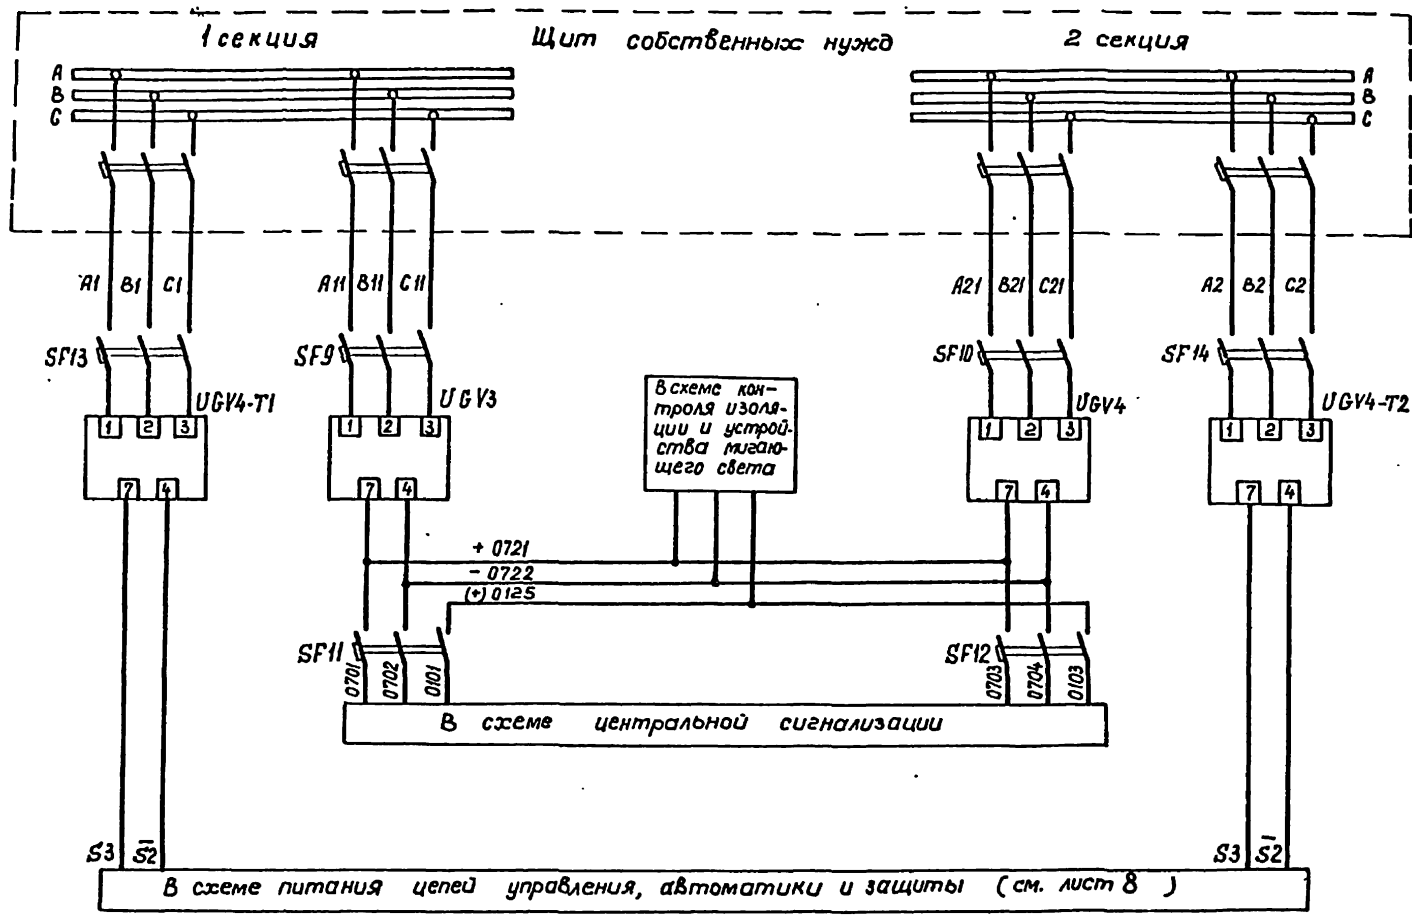 1 секция
Щит собственных нужд
2 секция
A
B
C
A
B
C
A1 B1 C1
A11 B11 C11
A21 B21 C21
A2 B2 C2
SF13
SF9
SF10
SF14
UGV4-T1
UGV3
UGV4
UGV4-T2
1 2 3
1 2 3
1 2 3
1 2 3
7 4
7 4
7 4
7 4
В схеме кон-
троля изоля-
ции и устрой-
ства мигаю-
щего света
+ 0721
- 0722
(+) 0125
SF11
0701
0702
0101
SF12
0703
0704
0103
В схеме центральной сигнализации
S3 S̅2
S3 S̅2
В схеме питания цепей управления, автоматики и защиты (см. лист 8 )